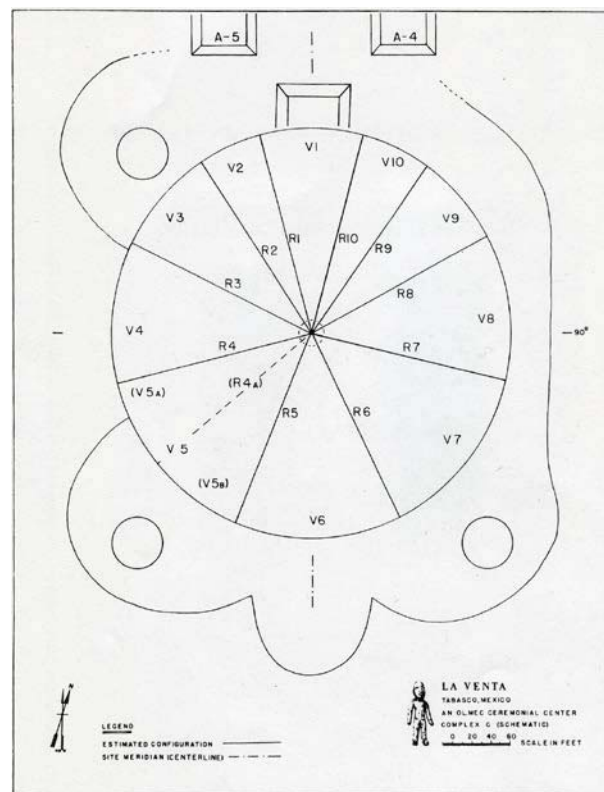 A-5 A-4
V1
V2 V10
V3 V9
R2 R1 R10 R9
R3 R8
V4 V8
90°
R4 R7
(V5A) (R4A)
R5 R6
V5 V7
(V5B)
V6
N
LEGEND
ESTIMATED CONFIGURATION
SITE MERIDIAN (CENTERLINE)
LA VENTA
TABASCO, MEXICO
AN OLMEC CEREMONIAL CENTER
COMPLEX C (SCHEMATIC)
0 20 40 60 SCALE IN FEET